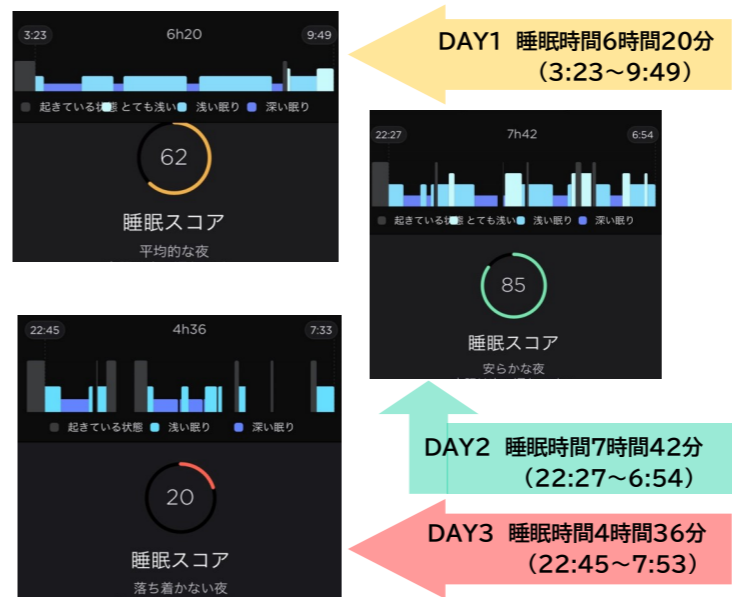 3:23 6h20 9:49
起きている状態 とても浅い 浅い眠り 深い眠り
62
睡眠スコア
平均的な夜
DAY1 睡眠時間6時間20分
（3:23～9:49）
22:27 7h42 6:54
起きている状 とても浅い 浅い眠り 深い眠り
85
睡眠スコア
安らかな夜
22:45 4h36 7:33
起きている状態 浅い眠り 深い眠り
20
睡眠スコア
落ち着かない夜
DAY2 睡眠時間7時間42分
（22:27～6:54）
DAY3 睡眠時間4時間36分
（22:45～7:53）